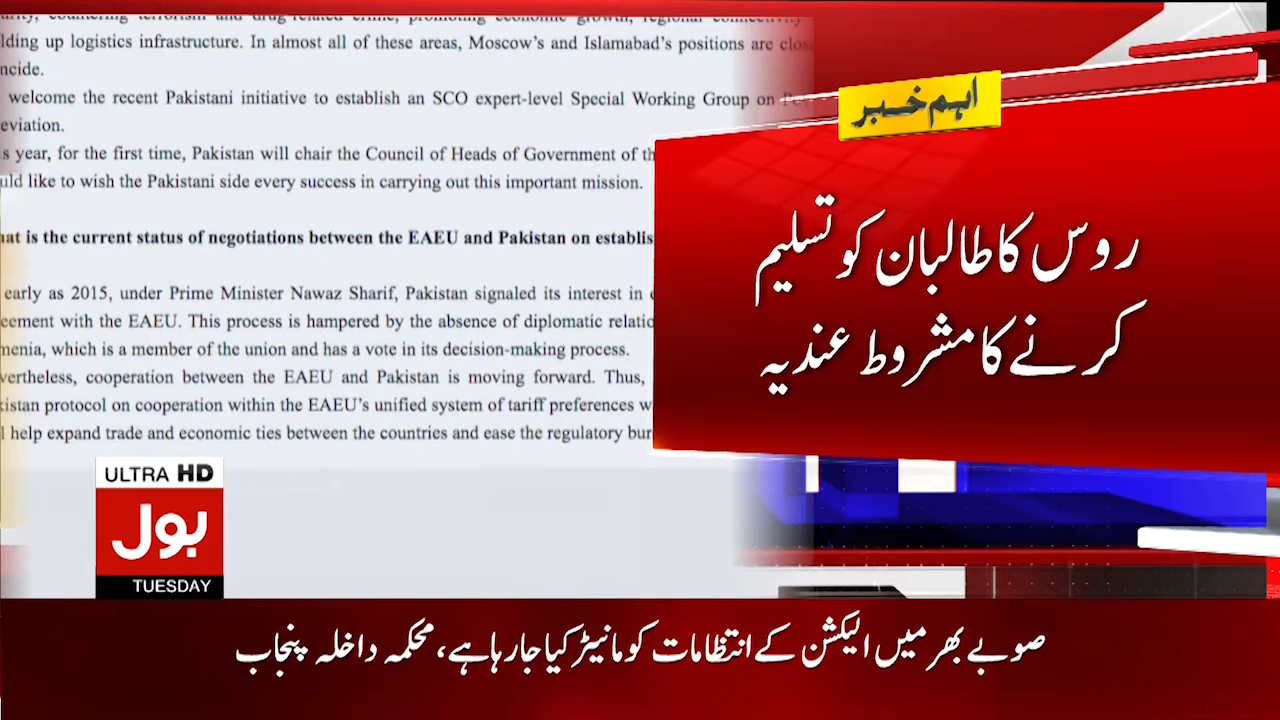 lding up logistics infrastructure. In almost all of these areas, Moscow's and Islamabad's positions are
ncide.
welcome the recent Pakistani initiative to establish an SCO expert-level Special Working Group on
eviation.
s year, for the first time, Pakistan will chair the Council of Heads of Government of
uld like to wish the Pakistani side every success in carrying out this important mission.
hat is the current status of negotiations between the EAEU and Pakistan on establis
early as 2015, under Prime Minister Nawaz Sharif, Pakistan signaled its interest in
eement with the EAEU. This process is hampered by the absence of diplomatic relatio
menia, which is a member of the union and has a vote in its decision-making process.
vertheless, cooperation between the EAEU and Pakistan is moving forward. Thus,
kistan protocol on cooperation within the EAEU's unified system of tariff preferences w
l help expand trade and economic ties between the countries and ease the regulatory bur
اہم خبر
روس کا طالبان کو تسلیم
کرنے کا مشروط عندیہ
ULTRA HD
بول
TUESDAY
صوبے بھر میں الیکشن کے انتظامات کو مانیٹر کیا جارہا ہے، محکمہ داخلہ پنجاب